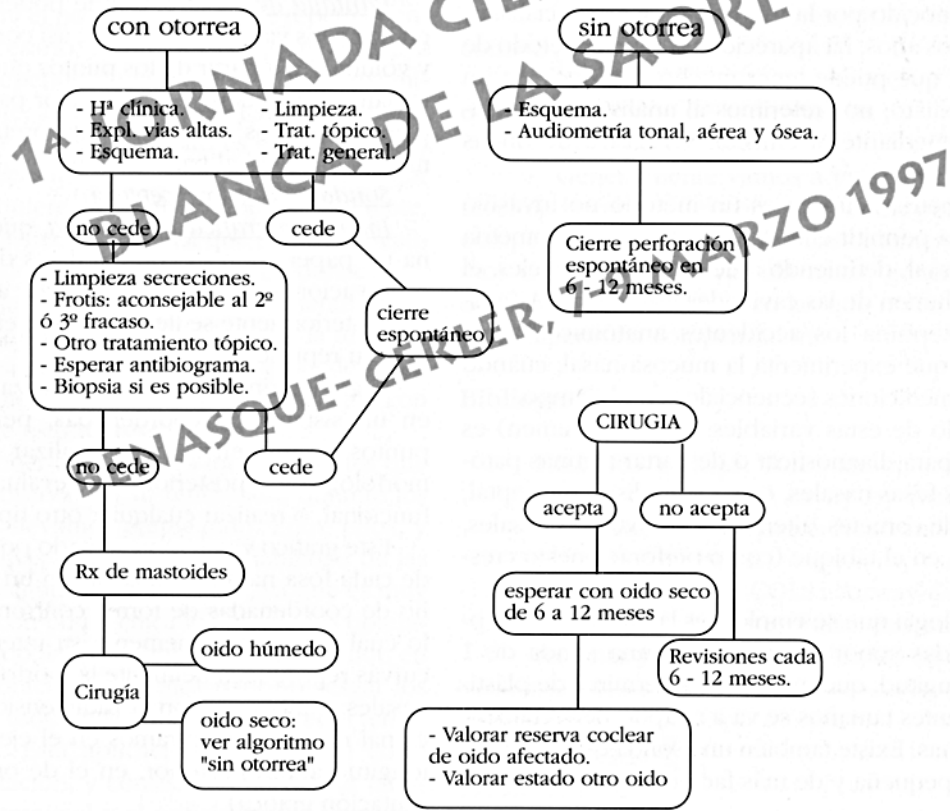 1ª JORNADA CIE
BLANCA DE LA SAORL
BENASQUE-CERLER, 7-9 MARZO 1997
con otorrea
- Hª clínica.
- Expl. vias altas.
- Esquema.
- Limpieza.
- Trat. tópico.
- Trat. general.
no cede
cede
- Limpieza secreciones.
- Frotis: aconsejable al 2º
ó 3º fracaso.
- Otro tratamiento tópico.
- Esperar antibiograma.
- Biopsia si es posible.
cierre
espontáneo
no cede
cede
Rx de mastoides
Cirugía
oido húmedo
oido seco:
ver algoritmo
"sin otorrea"
sin otorrea
- Esquema.
- Audiometría tonal, aérea y ósea.
Cierre perforación
espontáneo en
6 - 12 meses.
CIRUGIA
acepta
no acepta
esperar con oido seco
de 6 a 12 meses
Revisiones cada
6 - 12 meses.
- Valorar reserva coclear
de oido afectado.
- Valorar estado otro oido